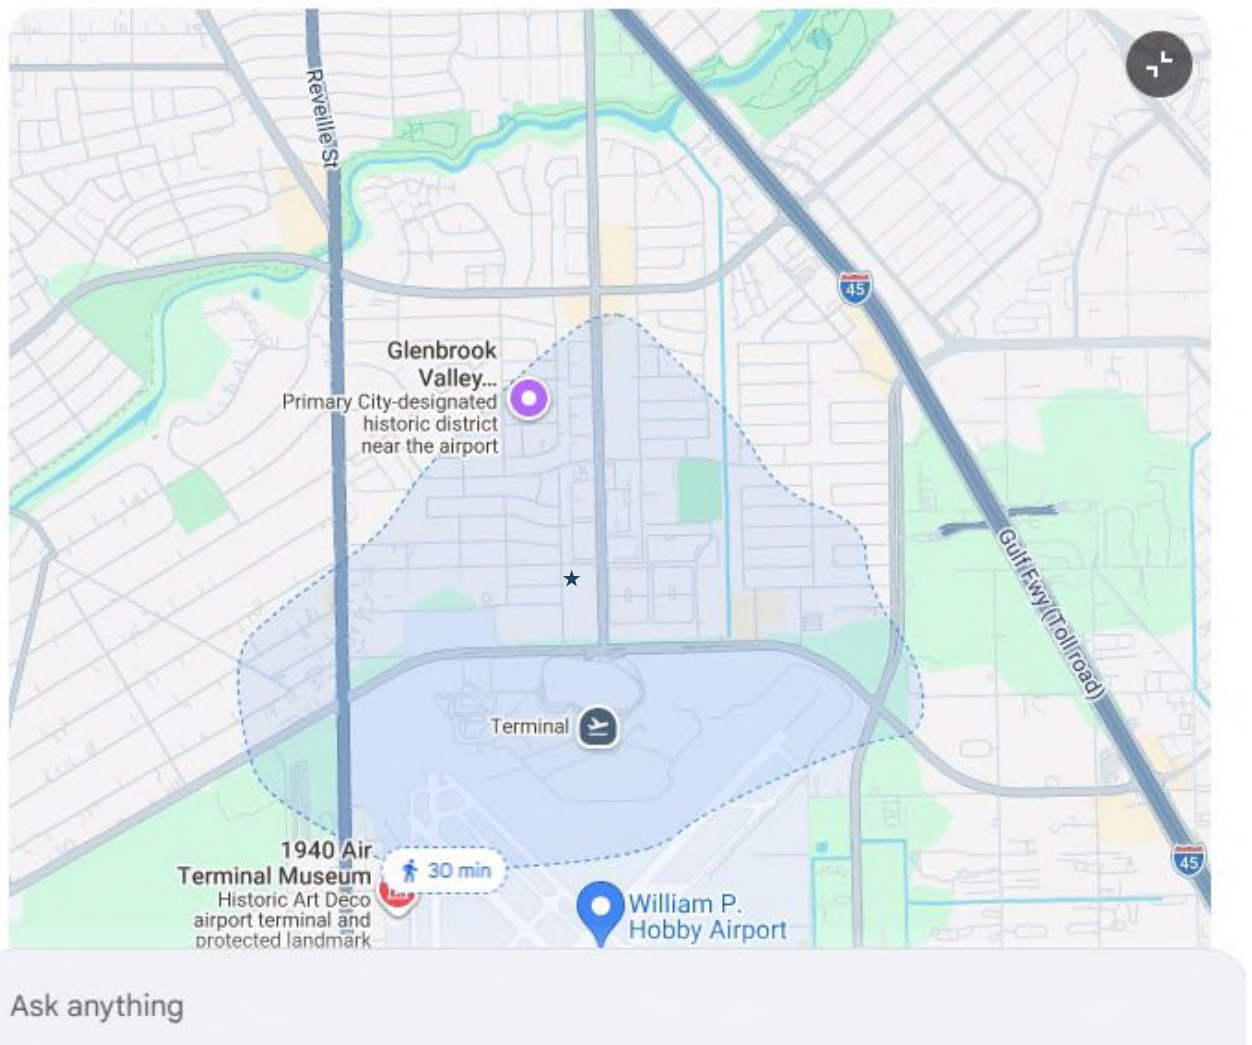 Reveille St
45
Glenbrook
Valley...
Primary City-designated
historic district
near the airport
Gulf Fwy (Toll road)
Terminal
1940 Air
Terminal Museum
Historic Art Deco
airport terminal and
protected landmark
30 min
45
William P.
Hobby Airport
Ask anything